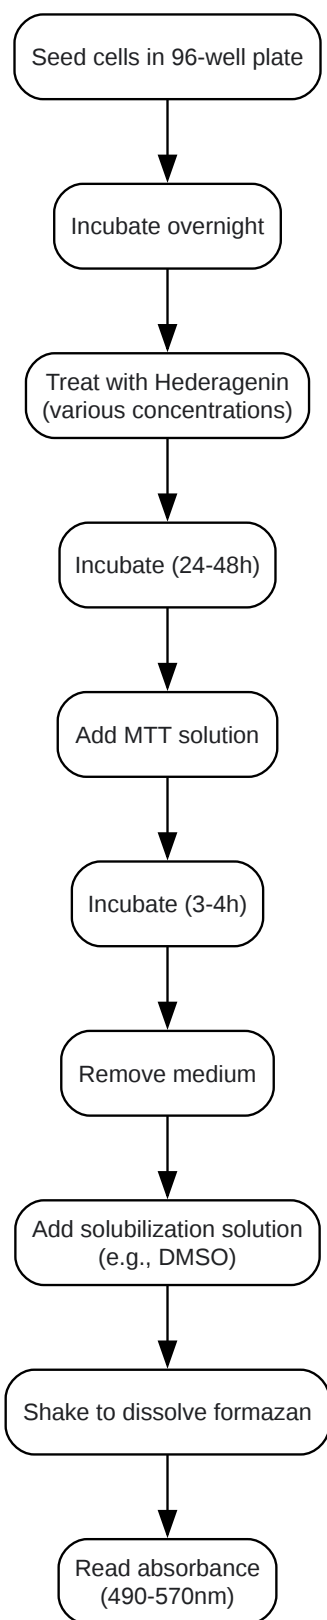 Seed cells in 96-well plate
Incubate overnight
Treat with Hederagenin
(various concentrations)
Incubate (24-48h)
Add MTT solution
Incubate (3-4h)
Remove medium
Add solubilization solution
(e.g., DMSO)
Shake to dissolve formazan
Read absorbance
(490-570nm)